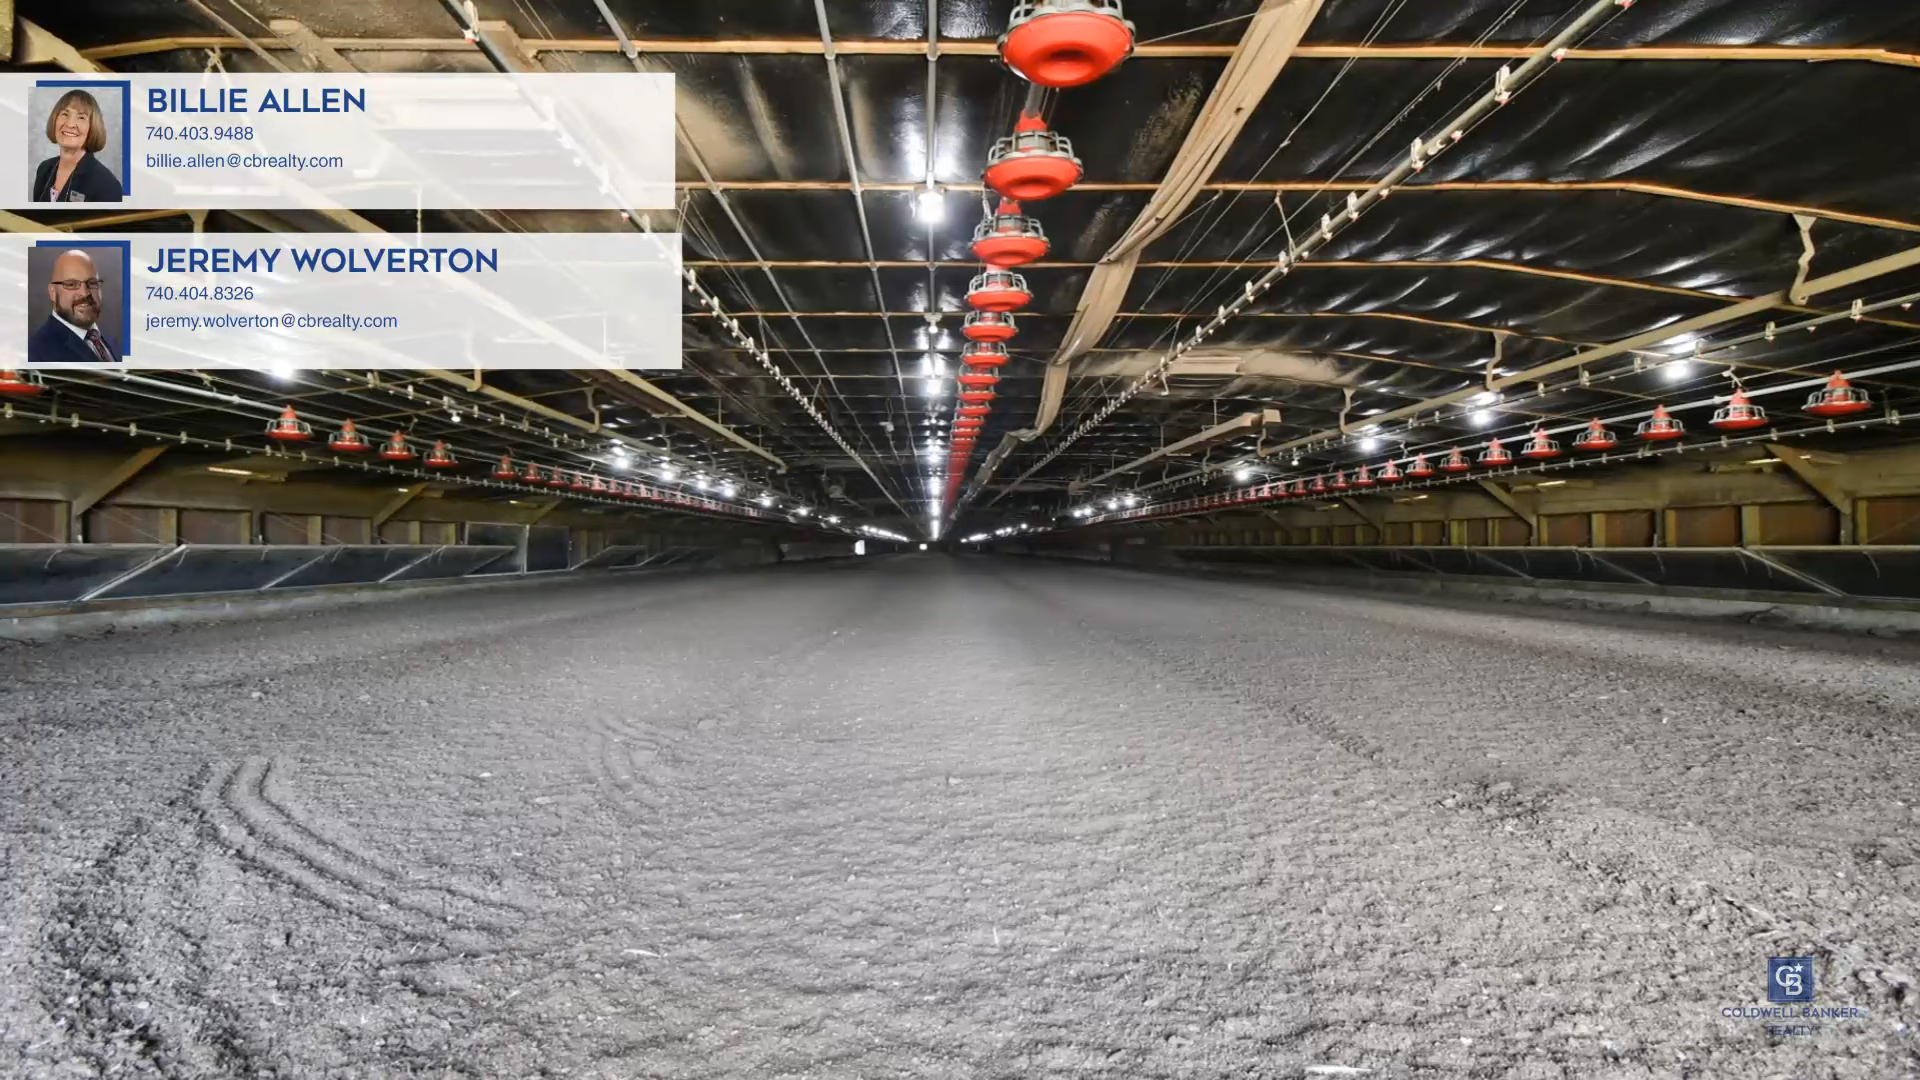 BILLIE ALLEN
740.403.9488
billie.allen@cbrealty.com
JEREMY WOLVERTON
740.404.8326
jeremy.wolverton@cbrealty.com
CB
COLDWELL BANKER
REALTY